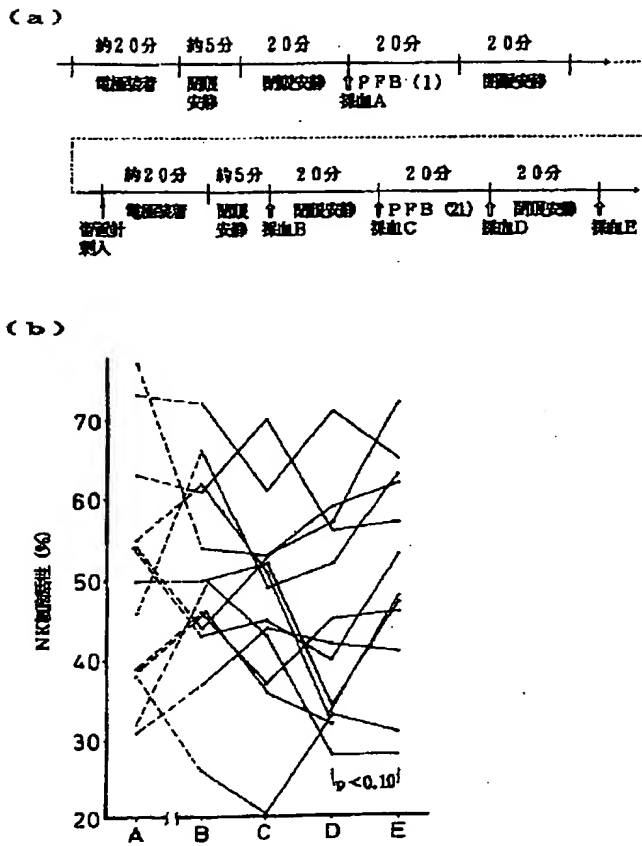 (a)
約20分 約5分 20分 20分 20分
電極装着 閉眼安静 閉眼安静 ⇧PFB(1) 閉眼安静
採血A
約20分 約5分 20分 20分 20分
電極装着 閉眼安静 ⇧ 閉眼安静 ⇧PFB(21) ⇧ 閉眼安静 ⇧
留置針刺入 採血B 採血C 採血D 採血E
(b)
NK細胞活性(%)
70
60
50
40
30
20
p<0.10
A B C D E